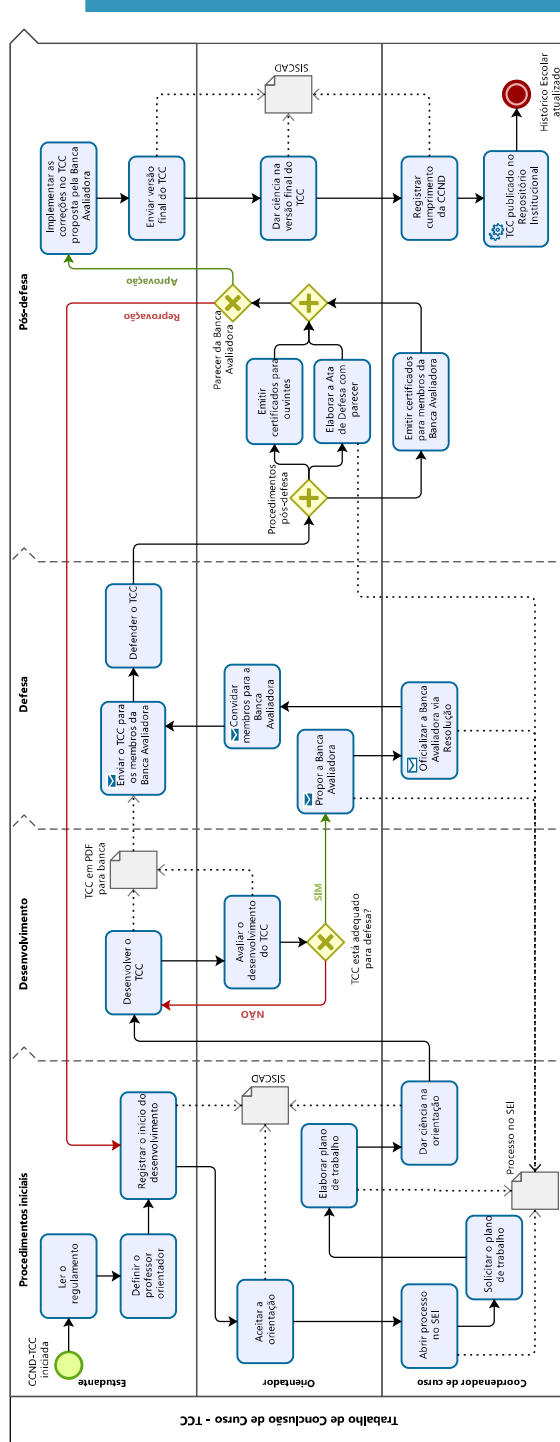 Trabalho de Conclusão de Curso - TCC
Estudante
Orientador
Coordenador de curso
Procedimentos iniciais
Desenvolvimento
Defesa
Pós-defesa
CCND-TCC
iniciada
Ler o
regulamento
Definir o
professor
orientador
Registrar o início do
desenvolvimento
Aceitar a
orientação
SISCAD
Abrir processo
no SEI
Solicitar o plano
de trabalho
Elaborar plano
de trabalho
Dar ciência na
orientação
Processo no SEI
Desenvolver o
TCC
TCC em PDF
para banca
Avaliar o
desenvolvimento
do TCC
NÃO
SIM
TCC está adequado
para defesa?
Propor a Banca
Avaliadora
Oficializar a Banca
Avaliadora via
Resolução
Convidar
membros para a
Banca
Avaliadora
Enviar o TCC para
os membros da
Banca Avaliadora
Defender o TCC
Procedimentos
pós-defesa
Emitir
certificados para
ouvintes
Elaborar a Ata
de Defesa com
parecer
Emitir certificados
para membros da
Banca Avaliadora
Parecer da Banca
Avaliadora
Reprovação
Aprovação
Implementar as
correções no TCC
proposta pela Banca
Avaliadora
Enviar versão
final do TCC
SISCAD
Dar ciência na
versão final do
TCC
Registrar
cumprimento
da CCND
TCC publicado no
Repositório
Institucional
Histórico Escolar
atualizado